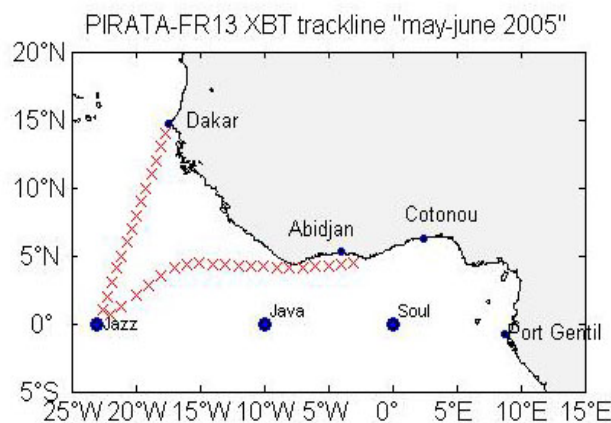 PIRATA-FR13 XBT trackline "may-june 2005"
20°N
15°N
Dakar
10°N
Abidjan
Cotonou
5°N
Java
Soul
0°
Jazz
Port Gentil
5°S
25°W 20°W 15°W 10°W 5°W 0° 5°E 10°E 15°E